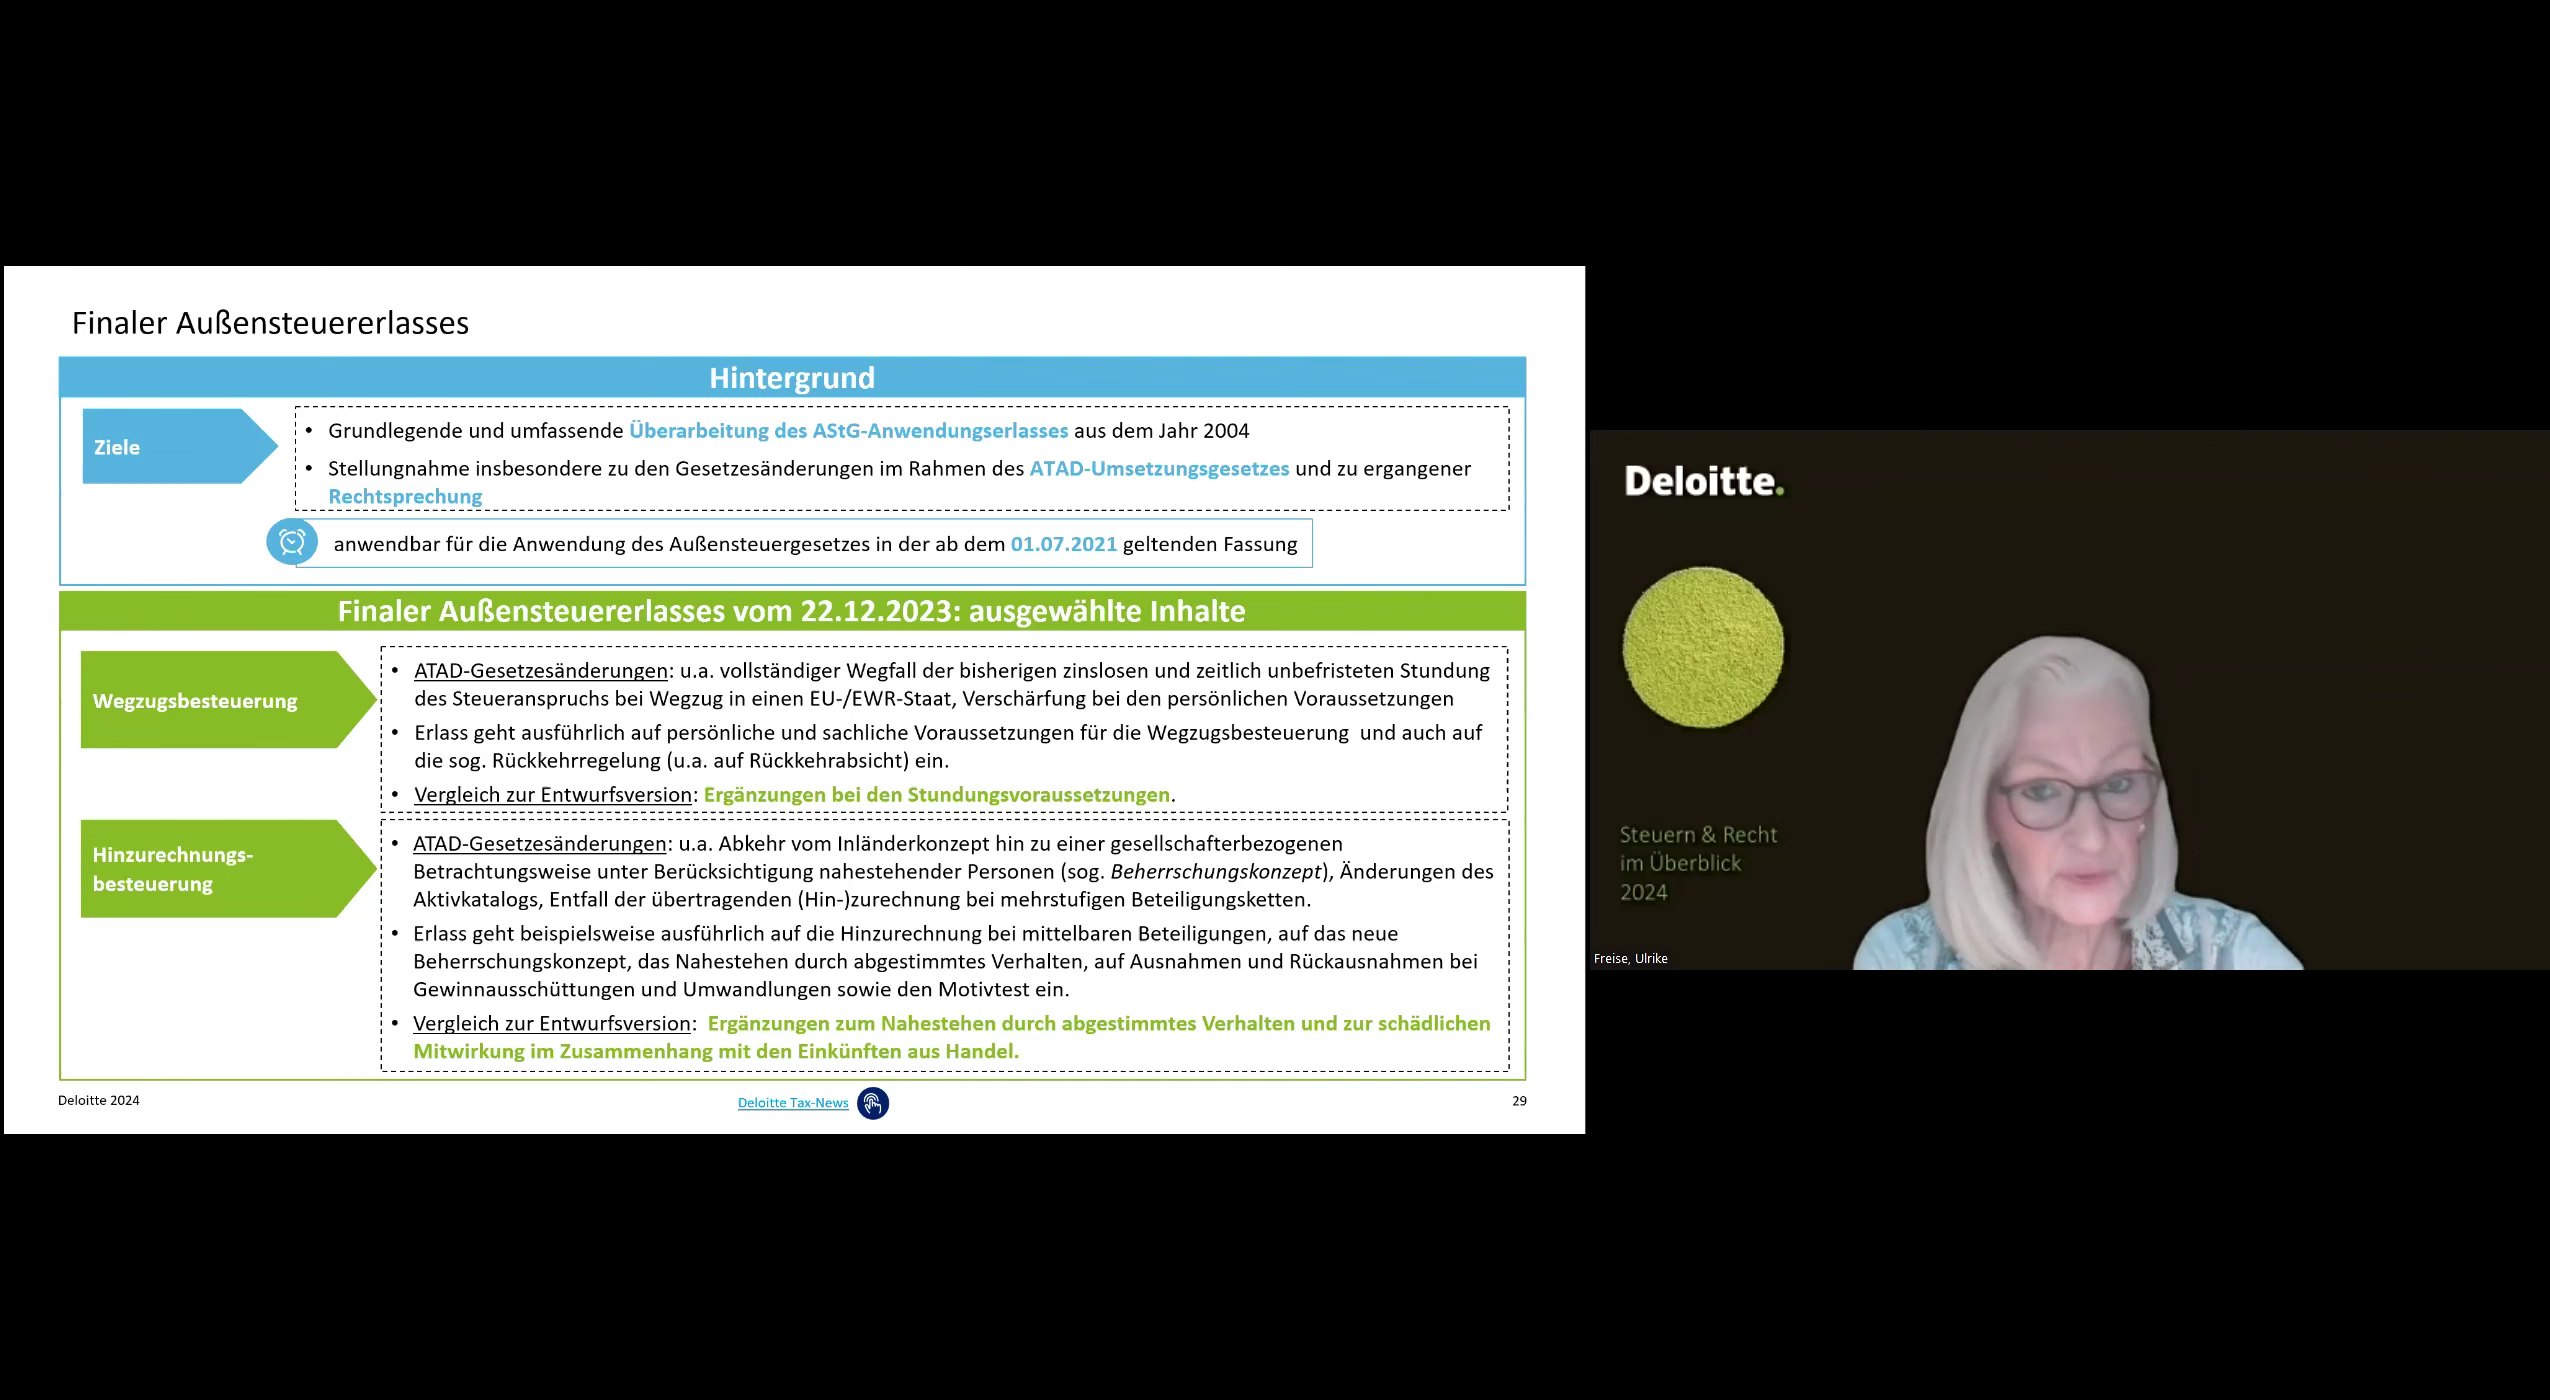 Finaler Außensteuererlasses
Hintergrund
Ziele
• Grundlegende und umfassende Überarbeitung des AStG-Anwendungserlasses aus dem Jahr 2004
• Stellungnahme insbesondere zu den Gesetzesänderungen im Rahmen des ATAD-Umsetzungsgesetzes und zu ergangener
Rechtsprechung
anwendbar für die Anwendung des Außensteuergesetzes in der ab dem 01.07.2021 geltenden Fassung
Finaler Außensteuererlasses vom 22.12.2023: ausgewählte Inhalte
Wegzugsbesteuerung
• ATAD-Gesetzesänderungen: u.a. vollständiger Wegfall der bisherigen zinslosen und zeitlich unbefristeten Stundung
des Steueranspruchs bei Wegzug in einen EU-/EWR-Staat, Verschärfung bei den persönlichen Voraussetzungen
• Erlass geht ausführlich auf persönliche und sachliche Voraussetzungen für die Wegzugsbesteuerung und auch auf
die sog. Rückkehrregelung (u.a. auf Rückkehrabsicht) ein.
• Vergleich zur Entwurfsversion: Ergänzungen bei den Stundungsvoraussetzungen.
Hinzurechnungs-
besteuerung
• ATAD-Gesetzesänderungen: u.a. Abkehr vom Inländerkonzept hin zu einer gesellschafterbezogenen
Betrachtungsweise unter Berücksichtigung nahestehender Personen (sog. Beherrschungskonzept), Änderungen des
Aktivkatalogs, Entfall der übertragenden (Hin-)zurechnung bei mehrstufigen Beteiligungsketten.
• Erlass geht beispielsweise ausführlich auf die Hinzurechnung bei mittelbaren Beteiligungen, auf das neue
Beherrschungskonzept, das Nahestehen durch abgestimmtes Verhalten, auf Ausnahmen und Rückausnahmen bei
Gewinnausschüttungen und Umwandlungen sowie den Motivtest ein.
• Vergleich zur Entwurfsversion: Ergänzungen zum Nahestehen durch abgestimmtes Verhalten und zur schädlichen
Mitwirkung im Zusammenhang mit den Einkünften aus Handel.
Deloitte 2024
Deloitte Tax-News
29
Deloitte.
Steuern & Recht
im Überblick
2024
Freise, Ulrike